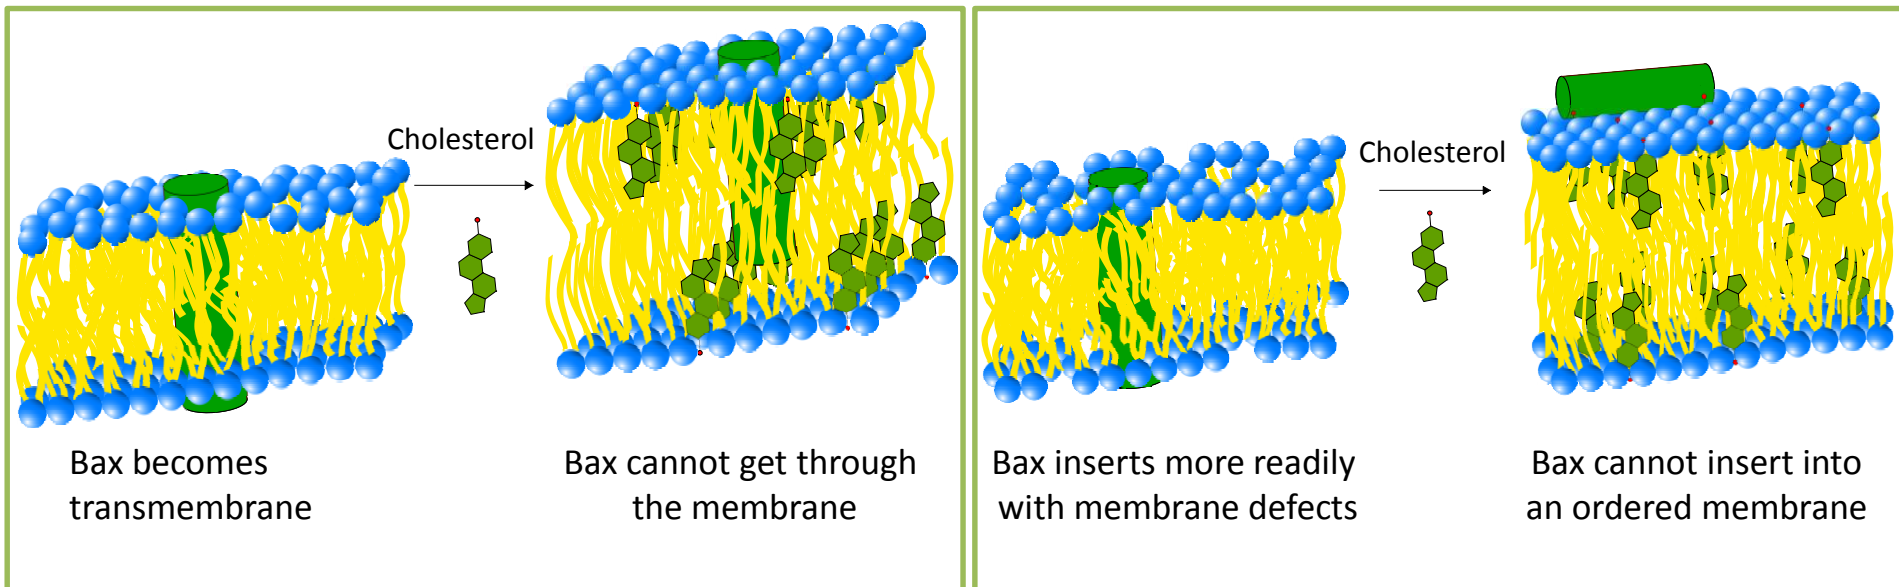 Cholesterol
Bax becomes
transmembrane
Bax cannot get through
the membrane
Cholesterol
Bax inserts more readily
with membrane defects
Bax cannot insert into
an ordered membrane